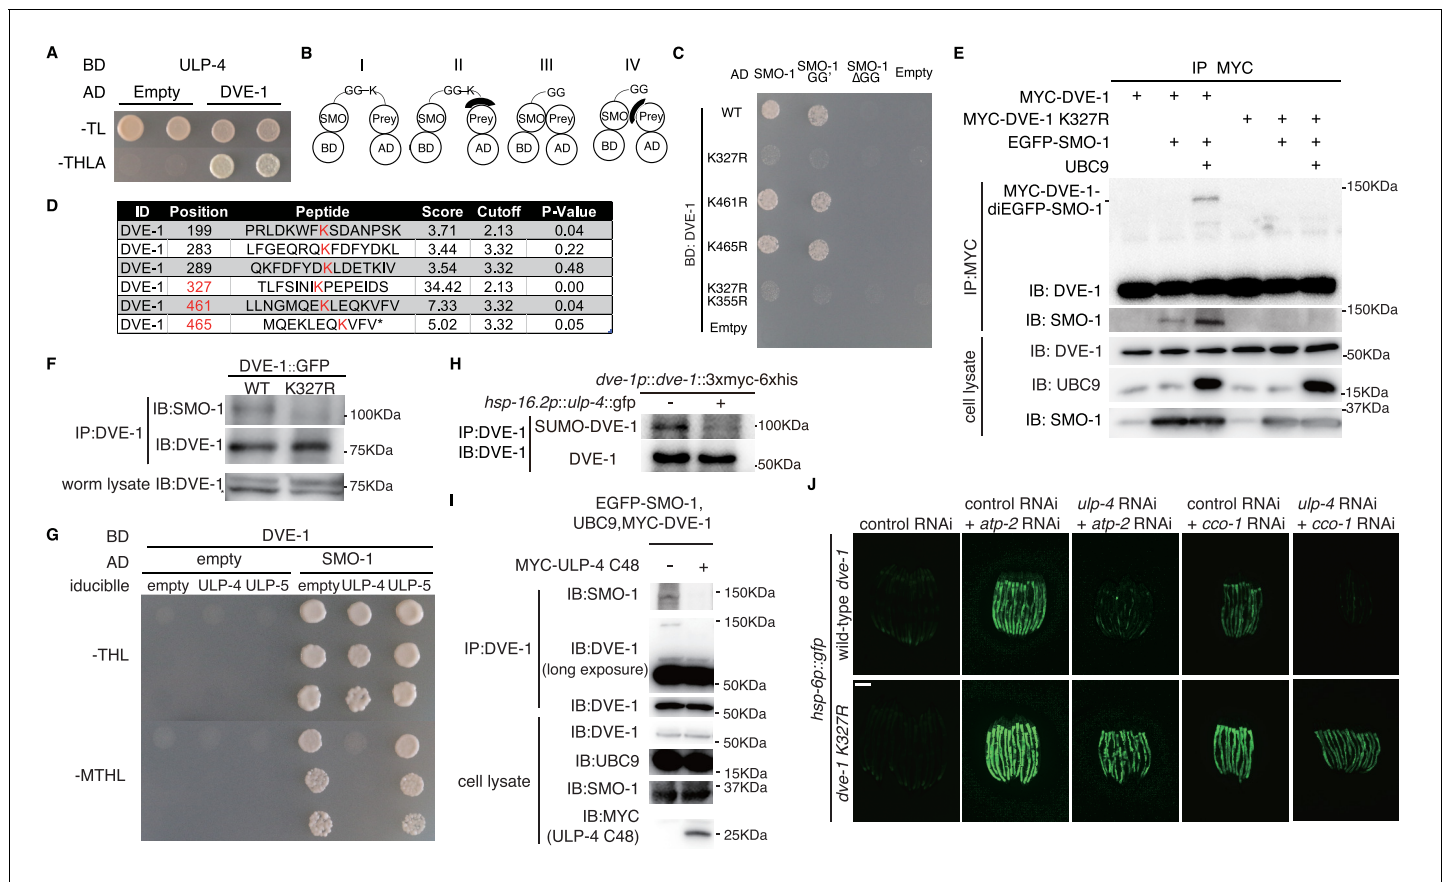 A
BD ULP-4
AD Empty DVE-1
-TL
-THLA
B
I II III IV
GG K GG K GG GG
SMO Prey SMO Prey SMO Prey SMO Prey
BD AD BD AD BD AD BD AD
C
AD SMO-1 SMO-1 GG' SMO-1 ΔGG Empty
BD: DVE-1
WT
K327R
K461R
K465R
K327R
K355R
Emtpy
D
ID Position Peptide Score Cutoff P-Value
DVE-1 199 PRLDKWFKSDANPSK 3.71 2.13 0.04
DVE-1 283 LFGEQRQKFDFYDKL 3.44 3.32 0.22
DVE-1 289 QKFDFYDKLDETKIV 3.54 3.32 0.48
DVE-1 327 TLFSINIKPEPEIDS 34.42 2.13 0.00
DVE-1 461 LLNGMQEKLEQKVFV 7.33 3.32 0.04
DVE-1 465 MQEKLEQKVFV* 5.02 3.32 0.05
E
IP MYC
MYC-DVE-1 + + +
MYC-DVE-1 K327R + + +
EGFP-SMO-1 + + + +
UBC9 + +
MYC-DVE-1-
diEGFP-SMO-1
-150KDa
IP:MYC
IB: DVE-1
-150KDa
IB: SMO-1
cell lysate
IB: DVE-1
-50KDa
IB: UBC9
-15KDa
-37KDa
IB: SMO-1
F
DVE-1::GFP
WT K327R
IP:DVE-1
IB:SMO-1
-100KDa
IB:DVE-1
-75KDa
worm lysate IB:DVE-1
-75KDa
G
BD DVE-1
AD empty SMO-1
iduciblle empty ULP-4 ULP-5 empty ULP-4 ULP-5
-THL
-MTHL
H
dve-1p::dve-1::3xmyc-6xhis
hsp-16.2p::ulp-4::gfp - +
IP:DVE-1
IB:DVE-1
SUMO-DVE-1
-100KDa
DVE-1
-50KDa
I
EGFP-SMO-1,
UBC9,MYC-DVE-1
MYC-ULP-4 C48 - +
IP:DVE-1
IB:SMO-1
- 150KDa
- 150KDa
IB:DVE-1
(long exposure)
- 50KDa
IB:DVE-1
- 50KDa
cell lysate
IB:DVE-1
- 50KDa
IB:UBC9
- 15KDa
IB:SMO-1
- 37KDa
IB:MYC
(ULP-4 C48)
- 25KDa
J
control RNAi
control RNAi + atp-2 RNAi
ulp-4 RNAi + atp-2 RNAi
control RNAi + cco-1 RNAi
ulp-4 RNAi + cco-1 RNAi
hsp-6p::gfp
wild-type dve-1
dve-1 K327R